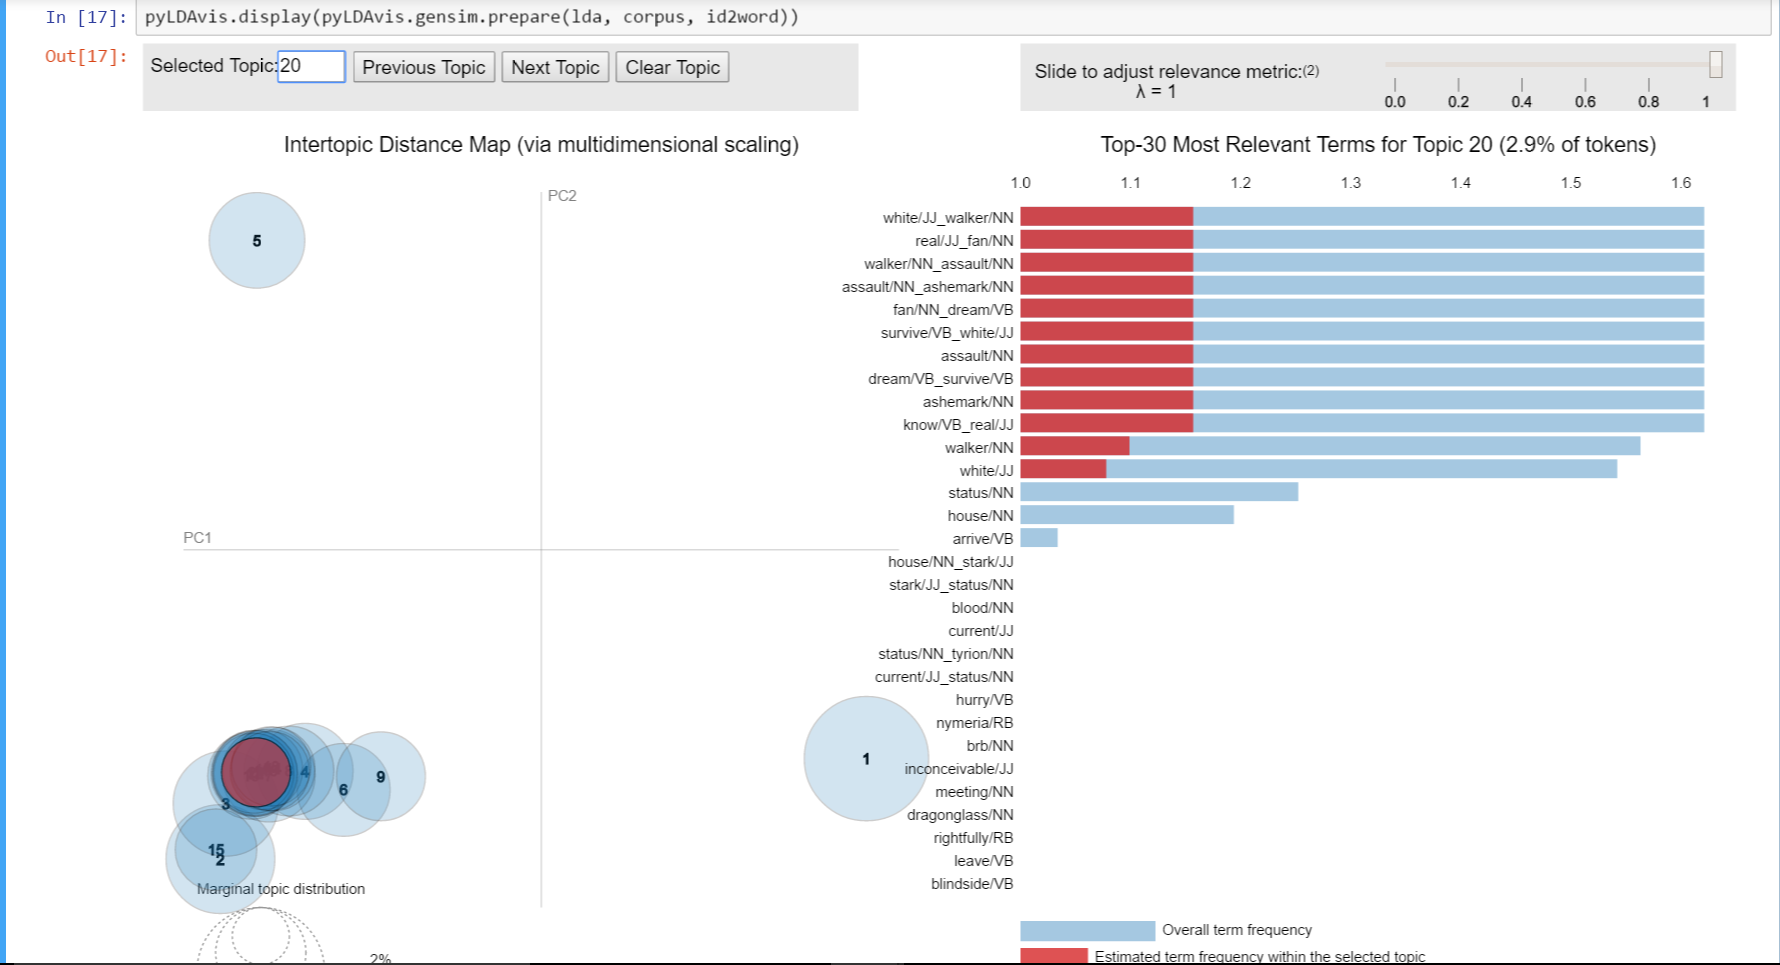 In [17]: pyLDAvis.display(pyLDAvis.gensim.prepare(lda, corpus, id2word))
Out[17]:
Selected Topic: 20 Previous Topic Next Topic Clear Topic
Slide to adjust relevance metric:(2)
λ = 1
0.0 0.2 0.4 0.6 0.8 1
Intertopic Distance Map (via multidimensional scaling)
PC2
PC1
5
1
4
9
6
3
15
2
Marginal topic distribution
2%
Top-30 Most Relevant Terms for Topic 20 (2.9% of tokens)
1.0 1.1 1.2 1.3 1.4 1.5 1.6
white/JJ_walker/NN
real/JJ_fan/NN
walker/NN_assault/NN
assault/NN_ashemark/NN
fan/NN_dream/VB
survive/VB_white/JJ
assault/NN
dream/VB_survive/VB
ashemark/NN
know/VB_real/JJ
walker/NN
white/JJ
status/NN
house/NN
arrive/VB
house/NN_stark/JJ
stark/JJ_status/NN
blood/NN
current/JJ
status/NN_tyrion/NN
current/JJ_status/NN
hurry/VB
nymeria/RB
brb/NN
inconceivable/JJ
meeting/NN
dragonglass/NN
rightfully/RB
leave/VB
blindside/VB
Overall term frequency
Estimated term frequency within the selected topic